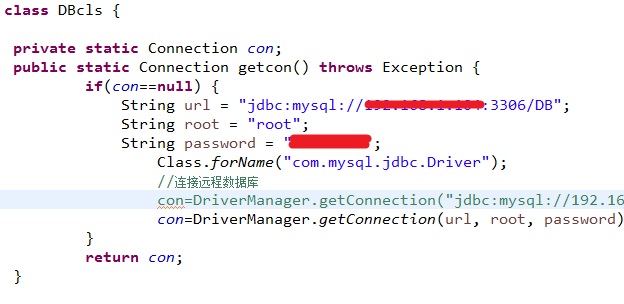 class DBcls {
private static Connection con;
public static Connection getcon() throws Exception {
if(con==null) {
String url = "jdbc:mysql://:3306/DB";
String root = "root";
String password = ";
Class.forName("com.mysql.jdbc.Driver");
//连接远程数据库
con=DriverManager.getConnection("jdbc:mysql://192.16
con=DriverManager.getConnection(url, root, password)
}
return con;
}